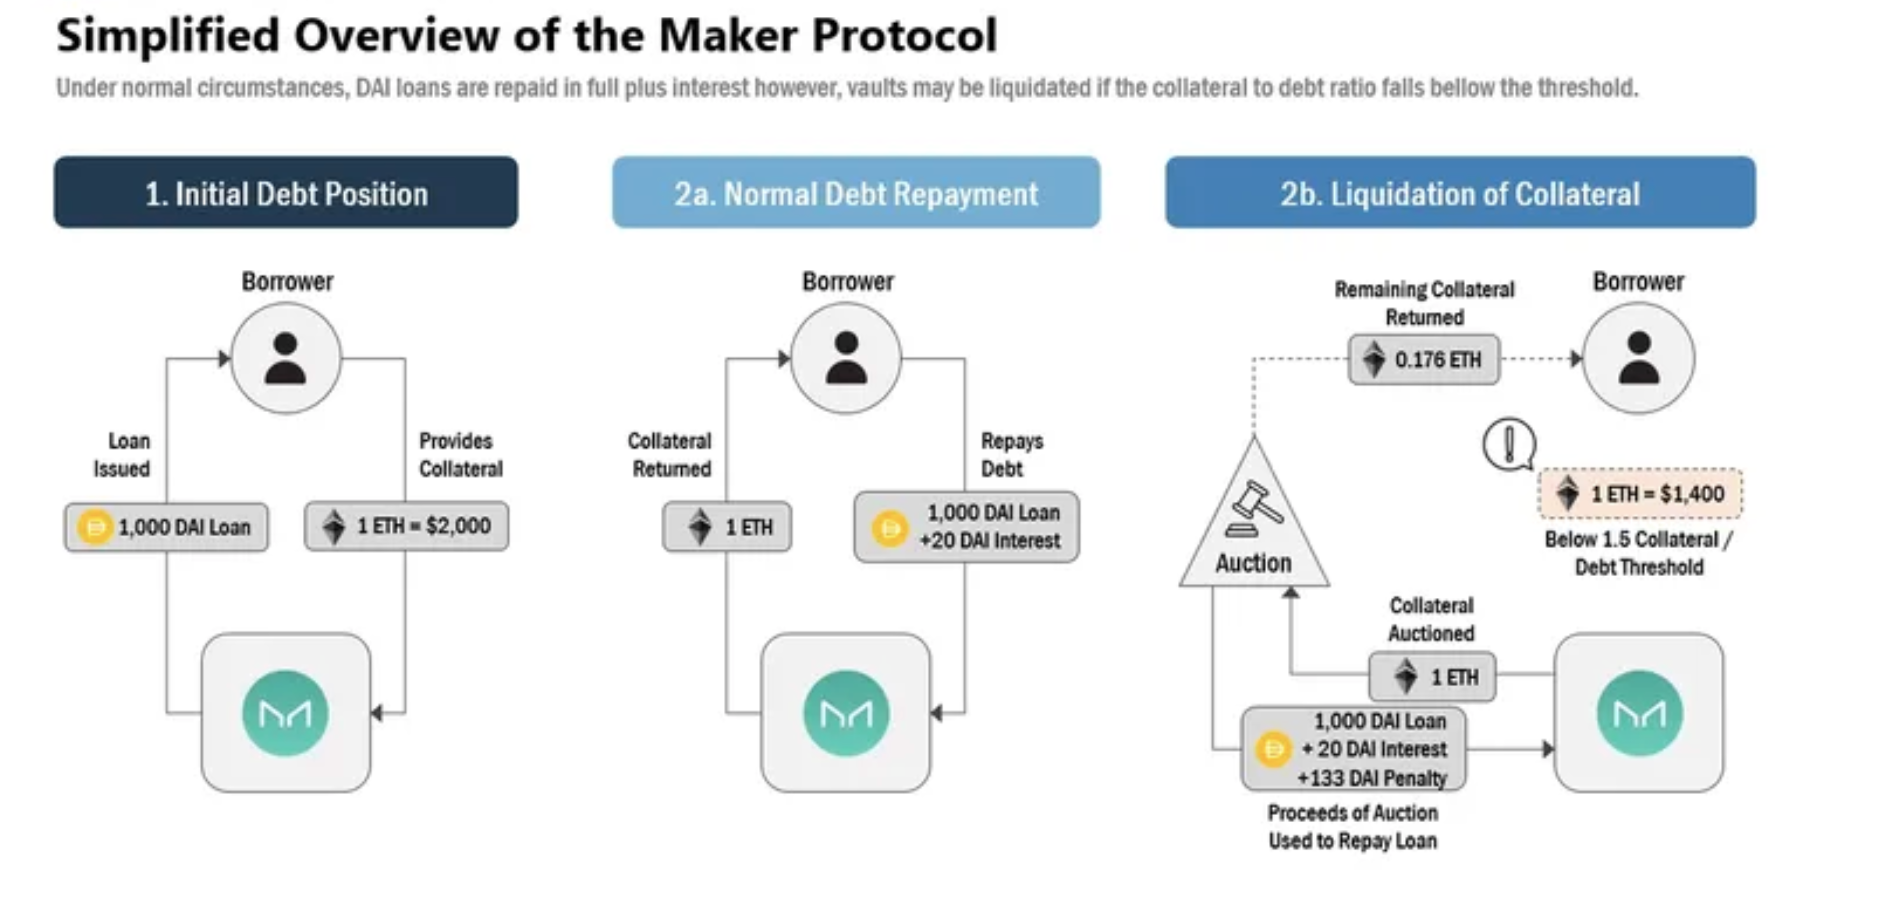 Simplified Overview of the Maker Protocol
Under normal circumstances, DAI loans are repaid in full plus interest however, vaults may be liquidated if the collateral to debt ratio falls bellow the threshold.
1. Initial Debt Position
Borrower
Loan
Issued
Provides
Collateral
1,000 DAI Loan
1 ETH = $2,000
2a. Normal Debt Repayment
Borrower
Collateral
Returned
Repays
Debt
1 ETH
1,000 DAI Loan
+20 DAI Interest
2b. Liquidation of Collateral
Remaining Collateral
Returned
0.176 ETH
Borrower
1 ETH = $1,400
Below 1.5 Collateral /
Debt Threshold
Auction
Collateral
Auctioned
1 ETH
1,000 DAI Loan
+ 20 DAI Interest
+133 DAI Penalty
Proceeds of Auction
Used to Repay Loan